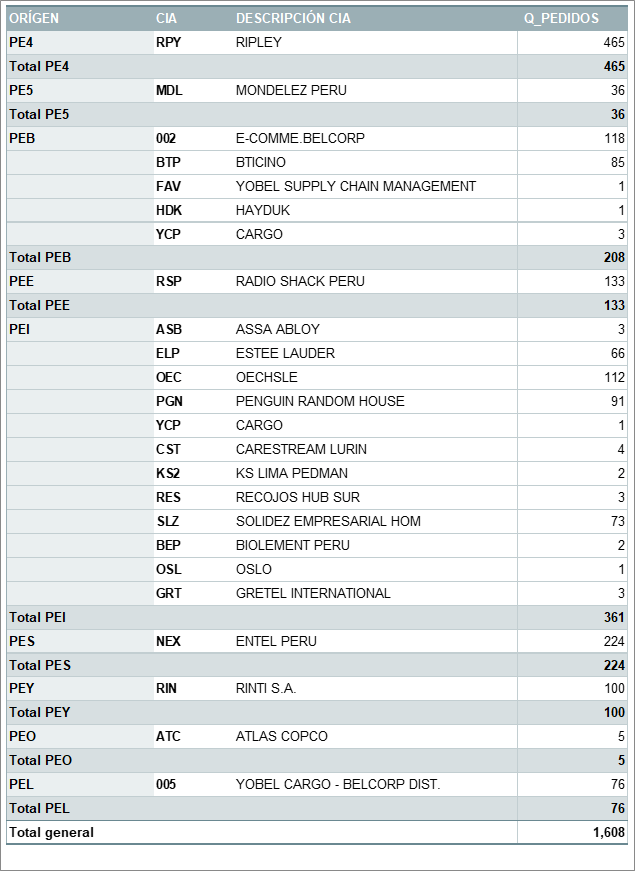 ORÍGEN CIA DESCRIPCIÓN CIA Q_PEDIDOS
PE4 RPY RIPLEY 465
Total PE4 465
PE5 MDL MONDELEZ PERU 36
Total PE5 36
PEB 002 E-COMME.BELCORP 118
BTP BTICINO 85
FAV YOBEL SUPPLY CHAIN MANAGEMENT 1
HDK HAYDUK 1
YCP CARGO 3
Total PEB 208
PEE RSP RADIO SHACK PERU 133
Total PEE 133
PEI ASB ASSA ABLOY 3
ELP ESTEE LAUDER 66
OEC OECHSLE 112
PGN PENGUIN RANDOM HOUSE 91
YCP CARGO 1
CST CARESTREAM LURIN 4
KS2 KS LIMA PEDMAN 2
RES RECOJOS HUB SUR 3
SLZ SOLIDEZ EMPRESARIAL HOM 73
BEP BIOLEMENT PERU 2
OSL OSLO 1
GRT GRETEL INTERNATIONAL 3
Total PEI 361
PES NEX ENTEL PERU 224
Total PES 224
PEY RIN RINTI S.A. 100
Total PEY 100
PEO ATC ATLAS COPCO 5
Total PEO 5
PEL 005 YOBEL CARGO - BELCORP DIST. 76
Total PEL 76
Total general 1,608